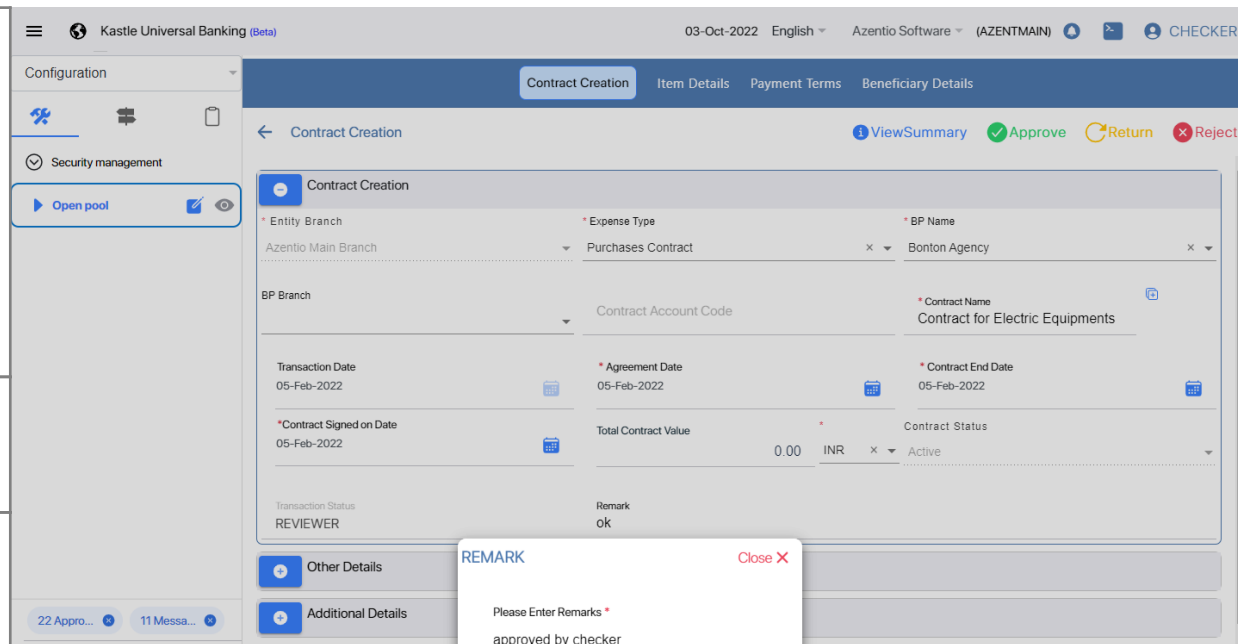 Kastle Universal Banking (Beta)
03-Oct-2022 English Azentio Software (AZENTMAIN) CHECKER
Configuration
Contract Creation Item Details Payment Terms Beneficiary Details
Contract Creation
ViewSummary Approve Return Reject
Security management
Open pool
Contract Creation
* Entity Branch * Expense Type * BP Name
Azentio Main Branch Purchases Contract × Bonton Agency ×
BP Branch
Contract Account Code
* Contract Name
Contract for Electric Equipments
Transaction Date * Agreement Date * Contract End Date
05-Feb-2022 05-Feb-2022 05-Feb-2022
*Contract Signed on Date Total Contract Value * Contract Status
05-Feb-2022 0.00 INR × Active
Transaction Status Remark
REVIEWER ok
REMARK Close ×
Other Details
Additional Details
Please Enter Remarks *
approved by checker
22 Appro... 11 Messa...